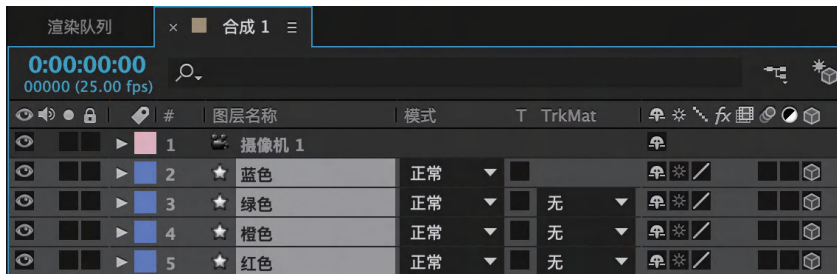 渲染队列 × 合成 1 ≡
0:00:00:00
00000 (25.00 fps)
# 图层名称 模式 T TrkMat fx
1 摄像机 1
2 蓝色 正常
3 绿色 正常 无
4 橙色 正常 无
5 红色 正常 无